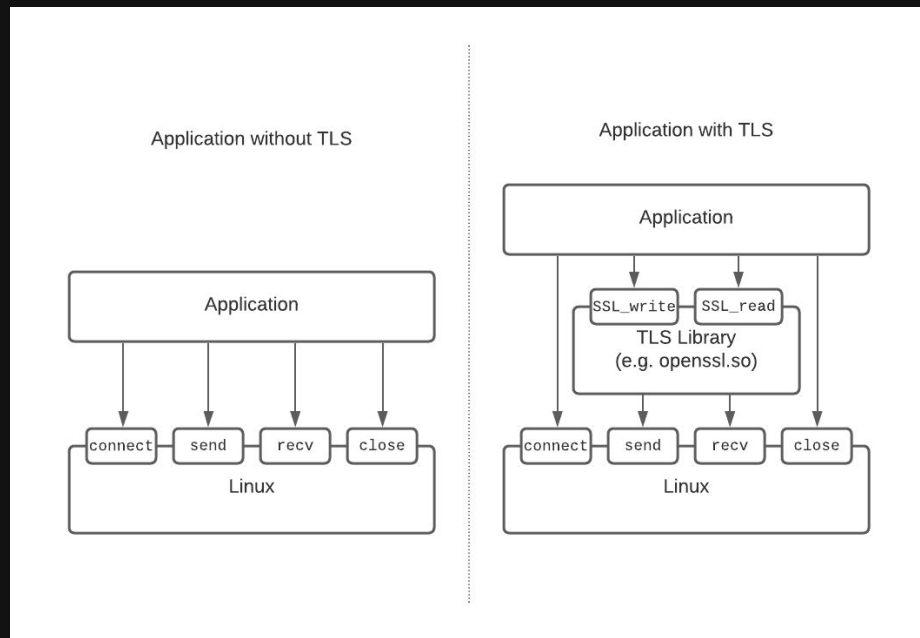 Application without TLS
Application
connect
send
recv
close
Linux
Application with TLS
Application
SSL_write
SSL_read
TLS Library
(e.g. openssl.so)
connect
send
recv
close
Linux